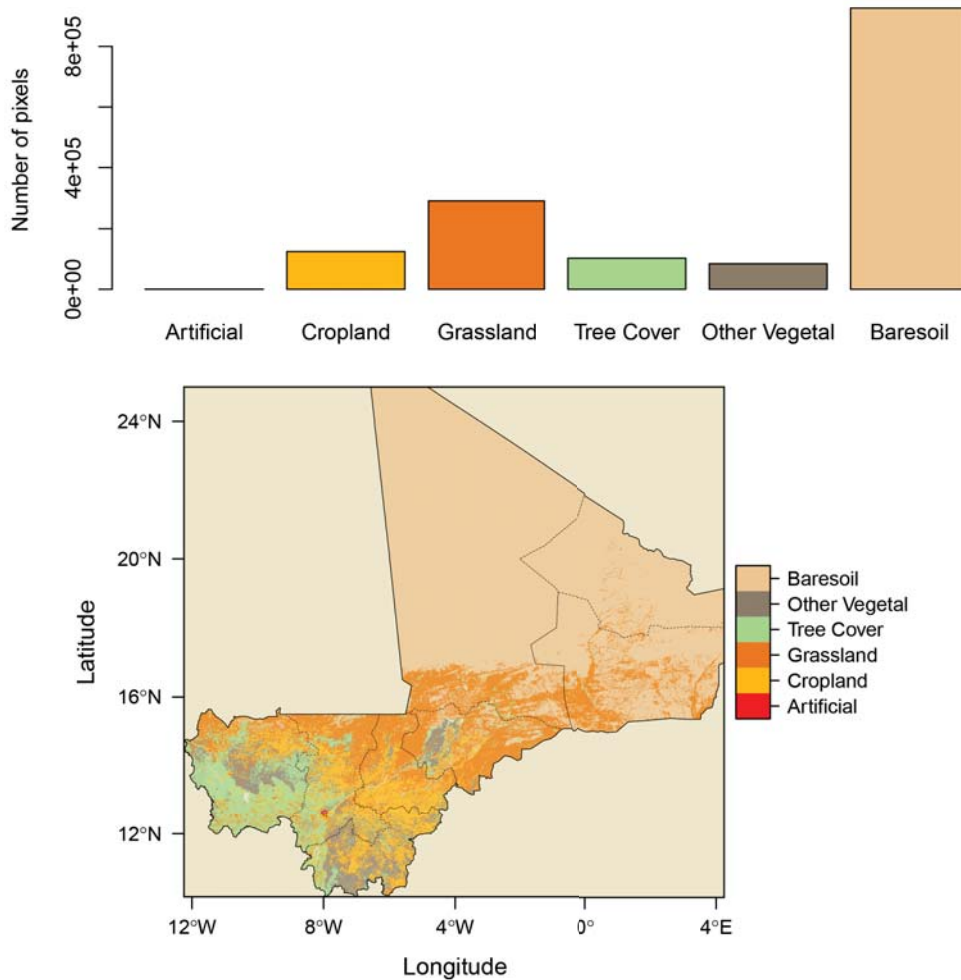 Number of pixels
8e+05
4e+05
0e+00
Artificial
Cropland
Grassland
Tree Cover
Other Vegetal
Baresoil
Latitude
24°N
20°N
16°N
12°N
12°W
8°W
4°W
0°
4°E
Longitude
Baresoil
Other Vegetal
Tree Cover
Grassland
Cropland
Artificial